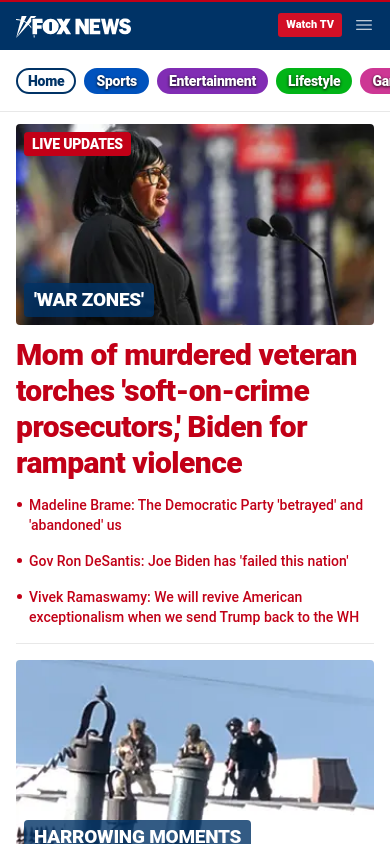 FOX NEWS
Watch TV
Home
Sports
Entertainment
Lifestyle
Ga
LIVE UPDATES
'WAR ZONES'
Mom of murdered veteran
torches 'soft-on-crime
prosecutors,' Biden for
rampant violence
Madeline Brame: The Democratic Party 'betrayed' and
'abandoned' us
Gov Ron DeSantis: Joe Biden has 'failed this nation'
Vivek Ramaswamy: We will revive American
exceptionalism when we send Trump back to the WH
HARROWING MOMENTS